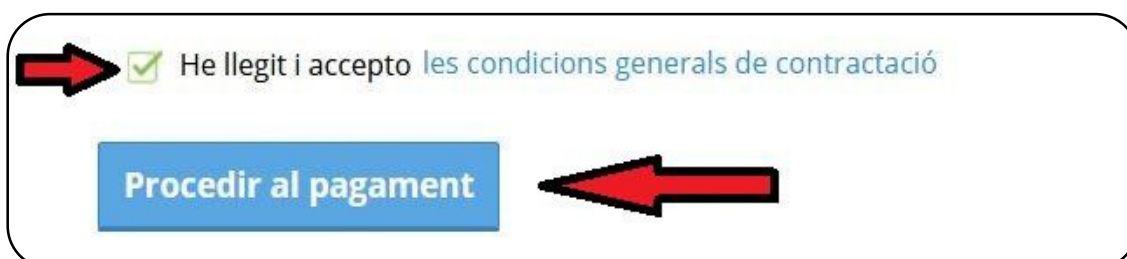 He llegit i accepto les condicions generals de contractació
Procedir al pagament